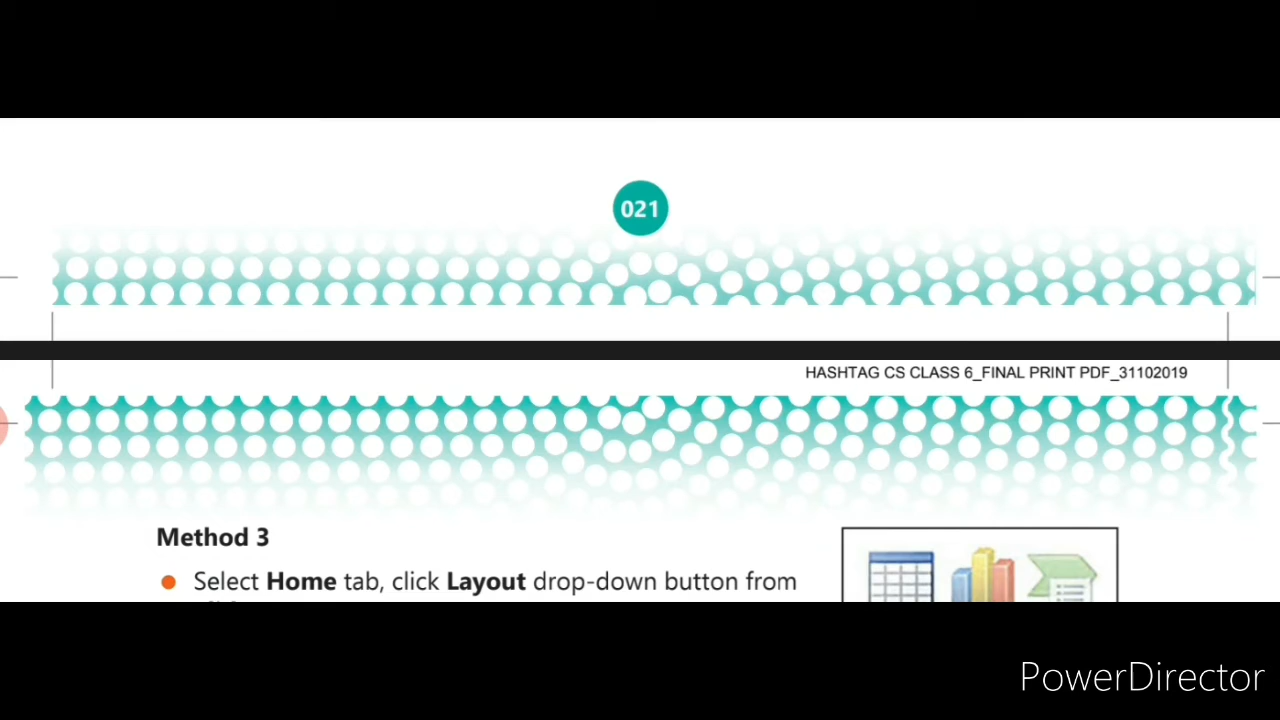 021
HASHTAG CS CLASS 6_FINAL PRINT PDF_31102019
Method 3
Select Home tab, click Layout drop-down button from
PowerDirector